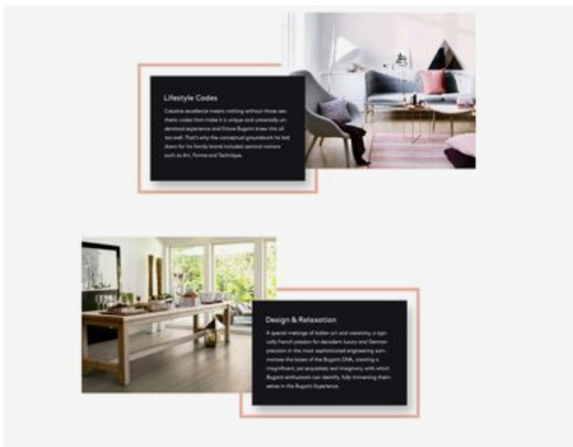 Lifestyle Codes
Creative excellence means nothing without those aes-
thetic codes that make it a unique and universally un-
derstood experience and Ettore Bugatti knew this all
too well. That's why the conceptual groundwork he laid
down for his family brand included seminal notions
such as Art, Forme and Technique.
Design & Relaxation
A special melange of Italian art and creativity, a typi-
cally French passion for decadent luxury and German
precision in the most sophisticated engineering sum-
marises the bases of the Bugatti DNA, creating a
magnificent, yet exquisitely real imaginary with which
Bugatti enthusiasts can identify, fully immersing them-
selves in the Bugatti Experience.